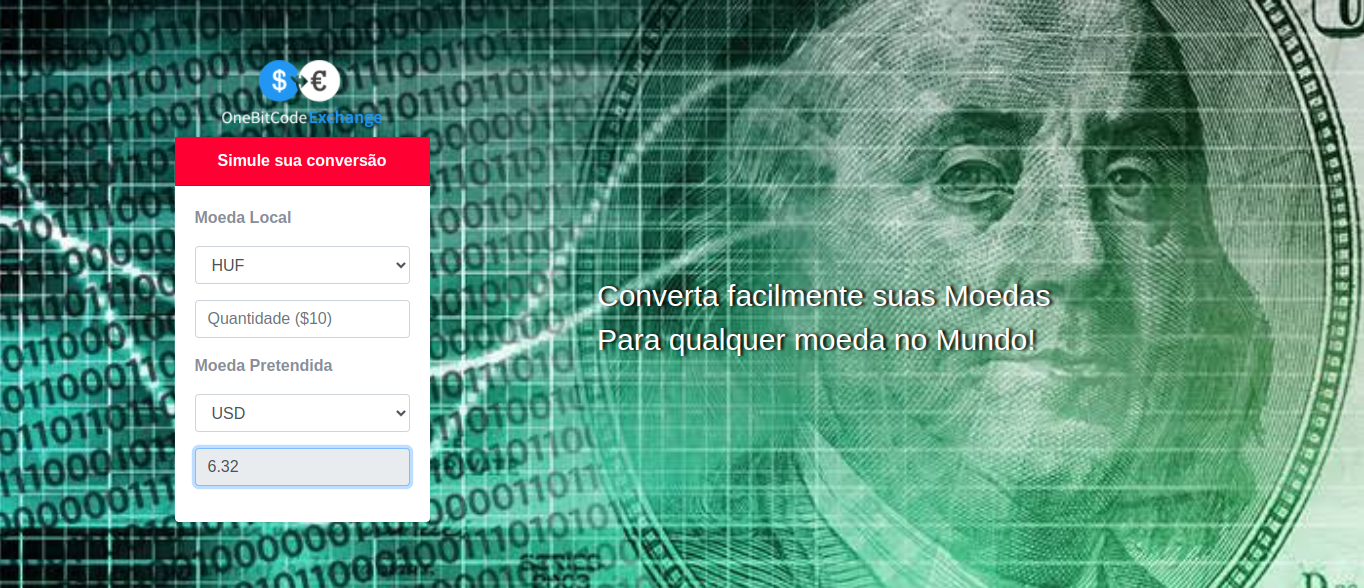 $ €
OneBitCodeExchange
Simule sua conversão
Moeda Local
HUF
Quantidade ($10)
Moeda Pretendida
USD
6.32
Converta facilmente suas Moedas
Para qualquer moeda no Mundo!